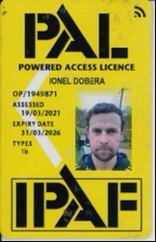 PAL
POWERED ACCESS LICENCE
IONEL DOBERA
OP/1949871
ASSESSED
19/03/2021
EXPIRY DATE
31/03/2026
TYPES
1b
IPAF